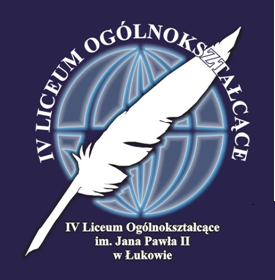 IV LICEUM OGÓLNOKSZTAŁCĄCE
IV Liceum Ogólnokształcące
im. Jana Pawła II
w Łukowie